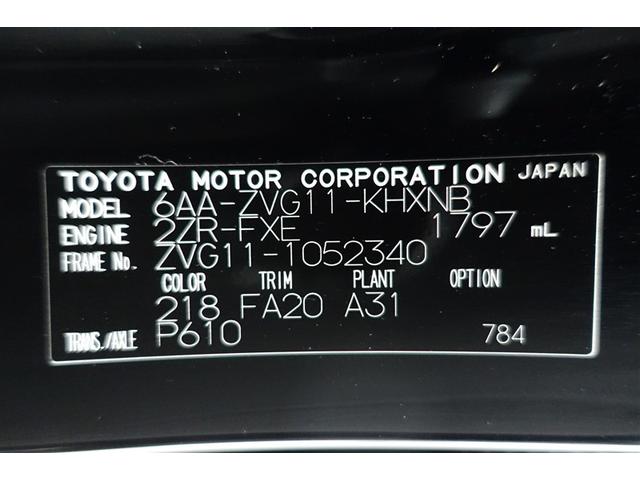 TOYOTA MOTOR CORPORATION JAPAN
MODEL 6AA-ZVG11-KHXNB
ENGINE 2ZR-FXE 1797 mL
FRAME No. ZVG11-1052340
COLOR TRIM PLANT OPTION
218 FA20 A31
TRANS./AXLE P610 784